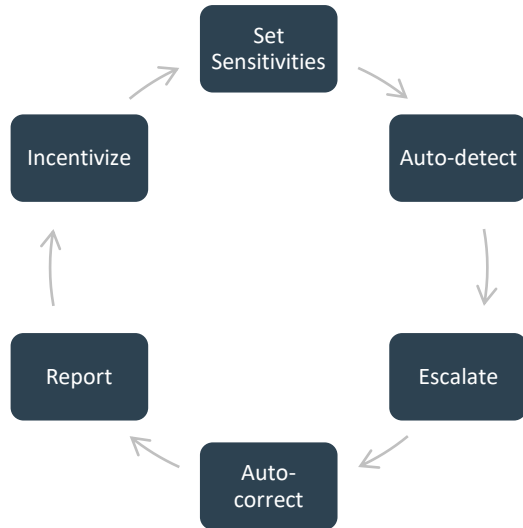 Set
Sensitivities
Auto-detect
Escalate
Auto-
correct
Report
Incentivize